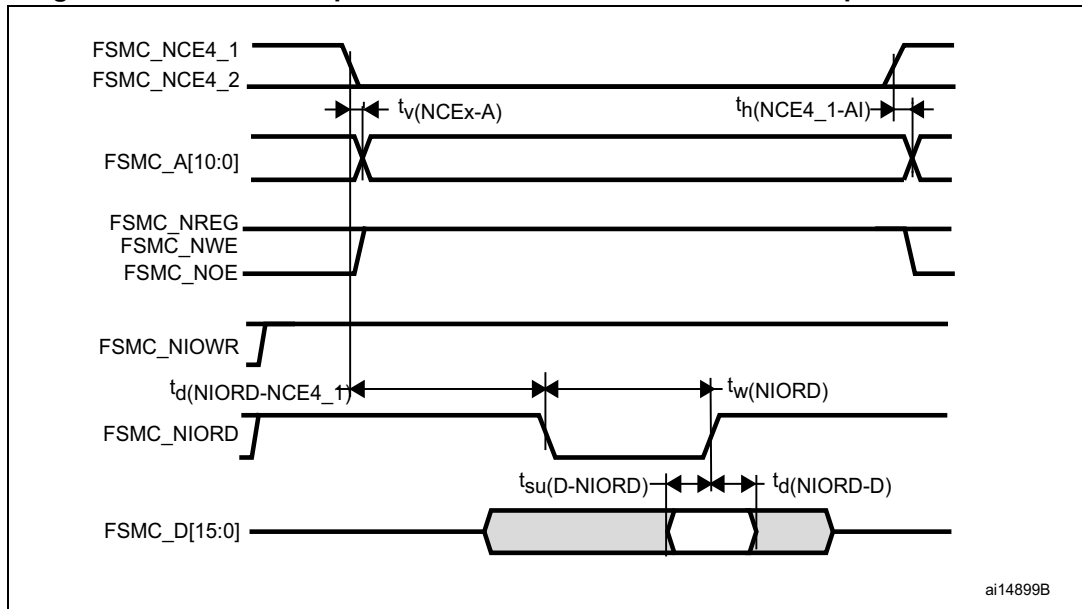 FSMC_NCE4_1
FSMC_NCE4_2
tv(NCEx-A)
th(NCE4_1-AI)
FSMC_A[10:0]
FSMC_NREG
FSMC_NWE
FSMC_NOE
FSMC_NIOWR
td(NIORD-NCE4_1)
tw(NIORD)
FSMC_NIORD
tsu(D-NIORD)
td(NIORD-D)
FSMC_D[15:0]
ai14899B